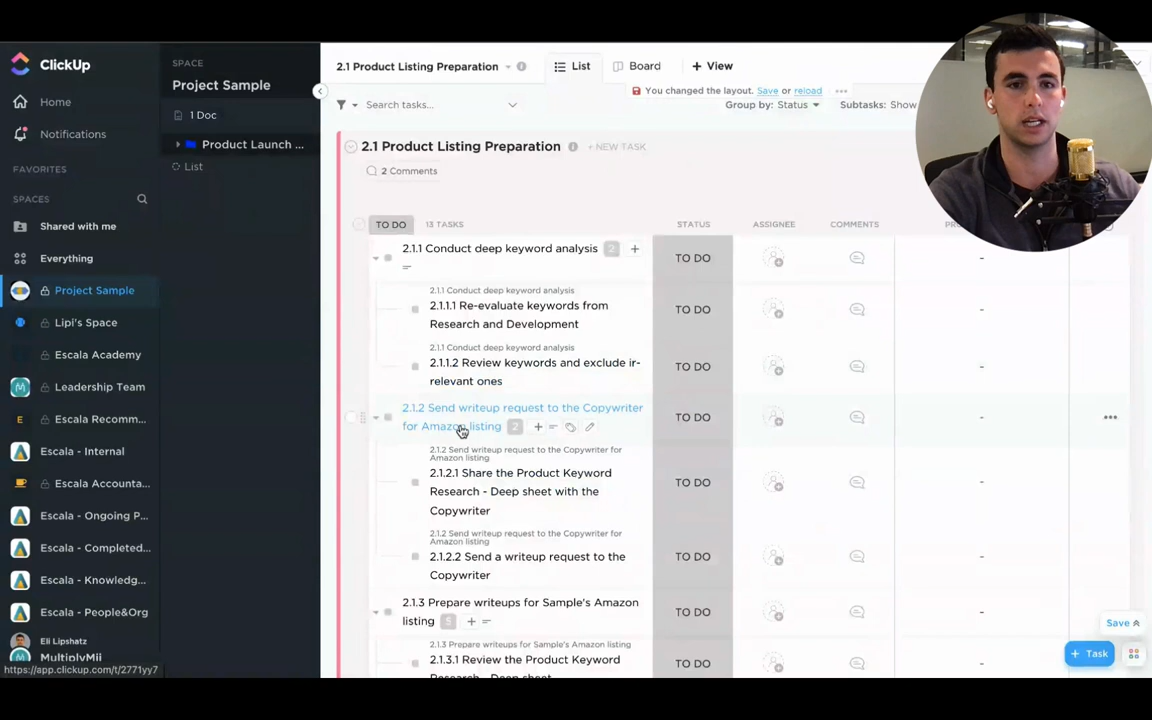 ClickUp
Home
Notifications
FAVORITES
SPACES
Shared with me
Everything
Project Sample
Lipi's Space
Escala Academy
Leadership Team
E
Escala Recomm...
Escala - Internal
Escala Accounta...
Escala - Ongoing P...
Escala - Completed...
Escala - Knowledg...
Escala - People&Org
Eli Lipshatz
MultiplyMii
https://app.clickup.com/t/2771yy7
SPACE
Project Sample
1 Doc
Product Launch ...
List
2.1 Product Listing Preparation
List
Board
+ View
You changed the layout. Save or reload
Search tasks...
Group by: Status
Subtasks: Show
2.1 Product Listing Preparation
+ NEW TASK
2 Comments
TO DO
13 TASKS
STATUS
ASSIGNEE
COMMENTS
2.1.1 Conduct deep keyword analysis 2
TO DO
-
2.1.1 Conduct deep keyword analysis
2.1.1.1 Re-evaluate keywords from
Research and Development
TO DO
-
2.1.1 Conduct deep keyword analysis
2.1.1.2 Review keywords and exclude ir-
relevant ones
TO DO
-
2.1.2 Send writeup request to the Copywriter
for Amazon listing 2
TO DO
-
2.1.2 Send writeup request to the Copywriter for
Amazon listing
2.1.2.1 Share the Product Keyword
Research - Deep sheet with the
Copywriter
TO DO
-
2.1.2 Send writeup request to the Copywriter for
Amazon listing
2.1.2.2 Send a writeup request to the
Copywriter
TO DO
-
2.1.3 Prepare writeups for Sample's Amazon
listing 5
TO DO
-
2.1.3 Prepare writeups for Sample's Amazon listing
2.1.3.1 Review the Product Keyword
Research - Deep sheet
TO DO
-
Save
+ Task